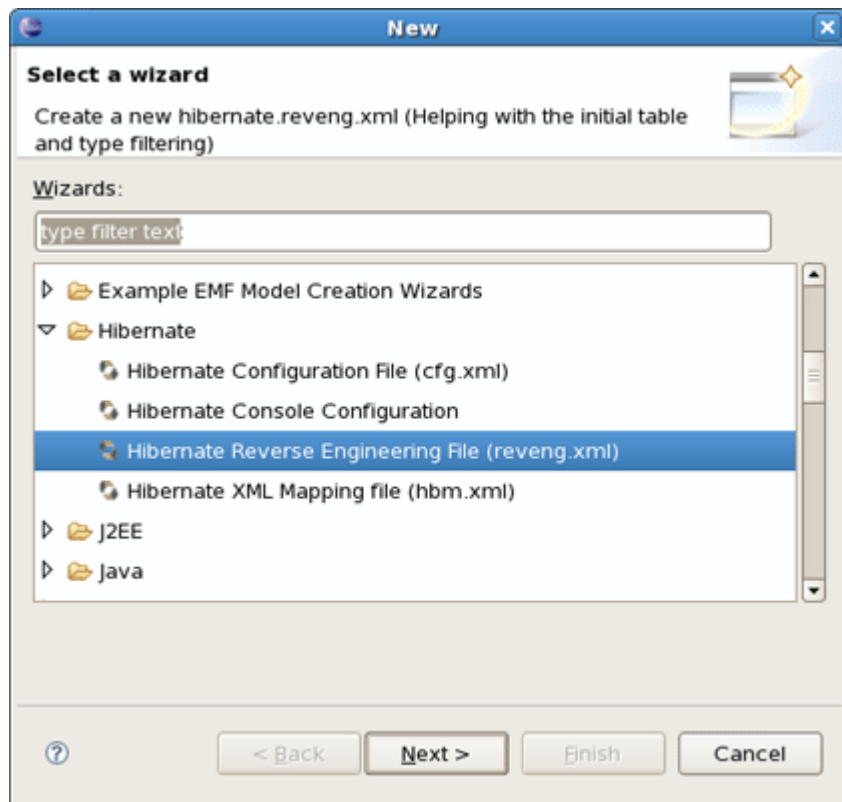 New
Select a wizard
Create a new hibernate.reveng.xml (Helping with the initial table
and type filtering)
Wizards:
type filter text
Example EMF Model Creation Wizards
Hibernate
Hibernate Configuration File (cfg.xml)
Hibernate Console Configuration
Hibernate Reverse Engineering File (reveng.xml)
Hibernate XML Mapping file (hbm.xml)
J2EE
Java
?
< Back
Next >
Finish
Cancel